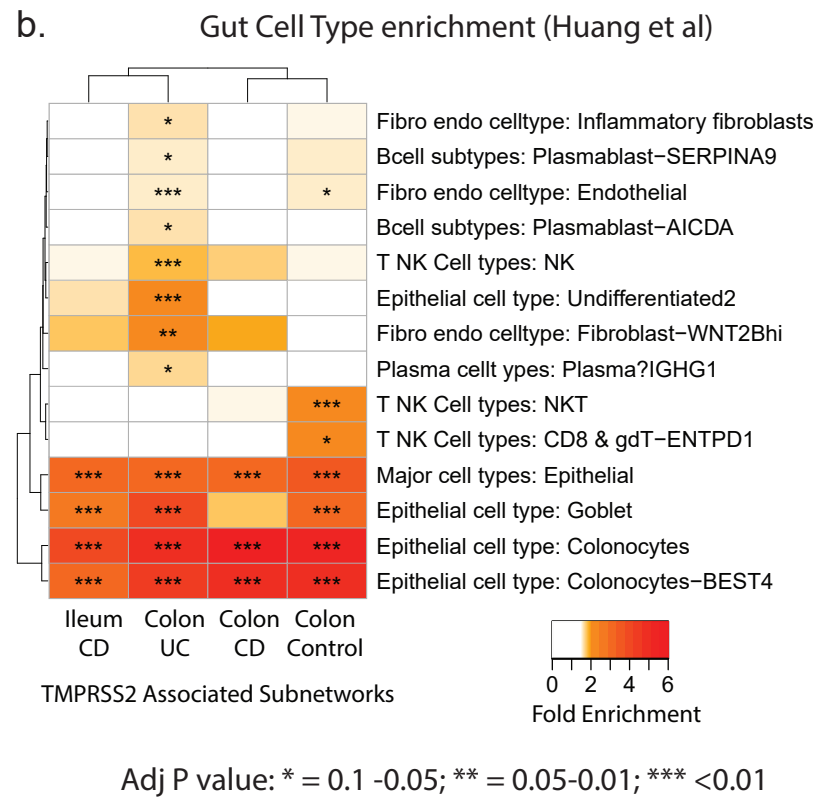 b.
Gut Cell Type enrichment (Huang et al)
* Fibro endo celltype: Inflammatory fibroblasts
* Bcell subtypes: Plasmablast−SERPINA9
*** * Fibro endo celltype: Endothelial
* Bcell subtypes: Plasmablast−AICDA
*** T NK Cell types: NK
*** Epithelial cell type: Undifferentiated2
** Fibro endo celltype: Fibroblast−WNT2Bhi
* Plasma cellt ypes: Plasma?IGHG1
*** T NK Cell types: NKT
* T NK Cell types: CD8 & gdT−ENTPD1
*** *** *** *** Major cell types: Epithelial
*** *** *** Epithelial cell type: Goblet
*** *** *** *** Epithelial cell type: Colonocytes
*** *** *** *** Epithelial cell type: Colonocytes−BEST4
Ileum Colon Colon Colon
CD UC CD Control
TMPRSS2 Associated Subnetworks
0 2 4 6
Fold Enrichment
Adj P value: * = 0.1 -0.05; ** = 0.05-0.01; *** <0.01